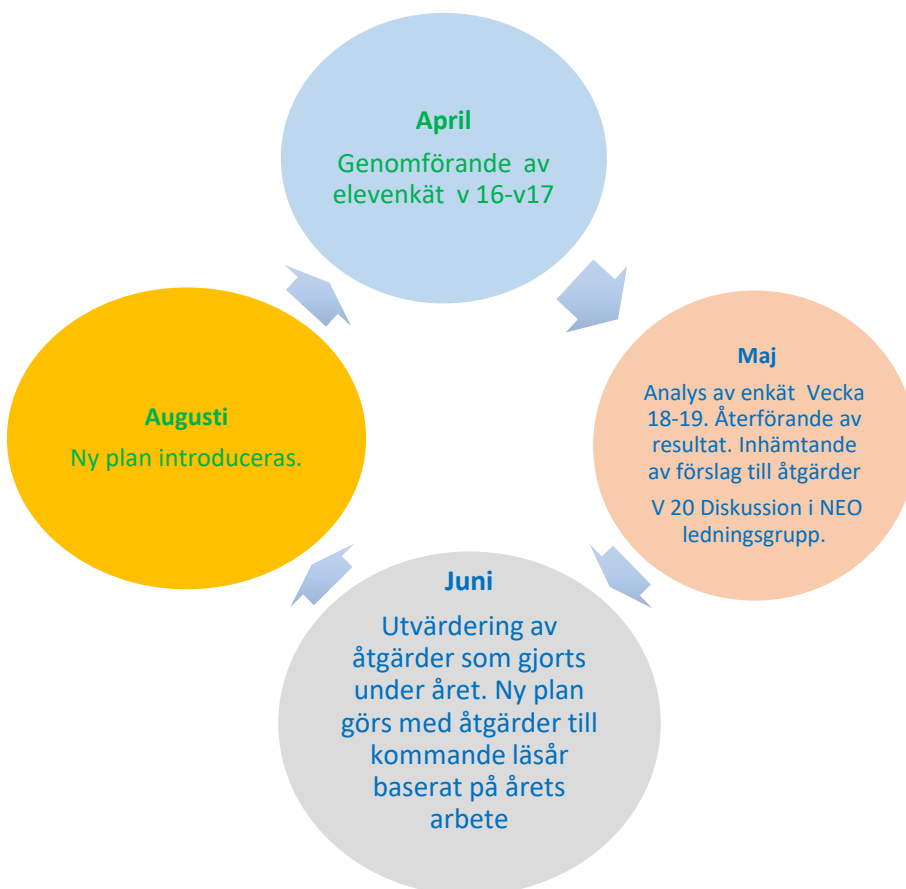 April
Genomförande av
elevenkät v 16-v17
Maj
Analys av enkät Vecka
18-19. Återförande av
resultat. Inhämtande
av förslag till åtgärder
V 20 Diskussion i NEO
ledningsgrupp.
Juni
Utvärdering av
åtgärder som gjorts
under året. Ny plan
görs med åtgärder till
kommande läsår
baserat på årets
arbete
Augusti
Ny plan introduceras.